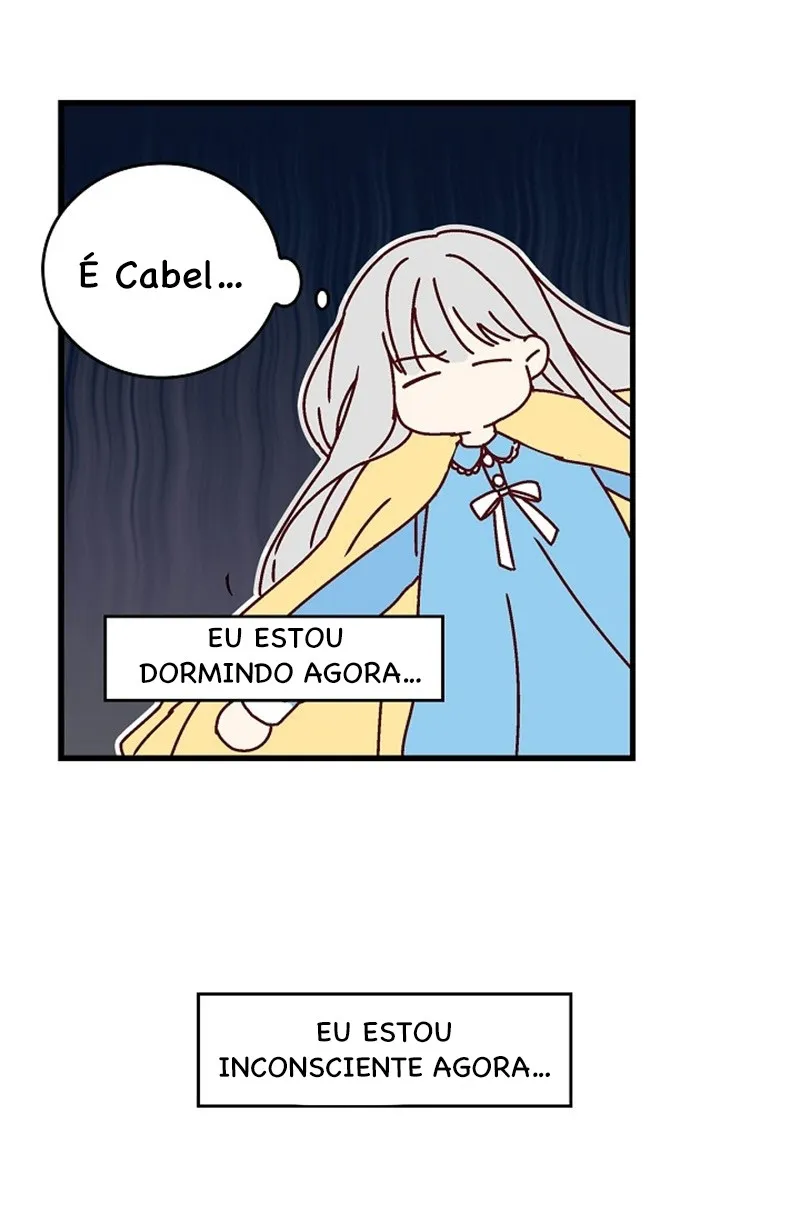 É Cabel...
EU ESTOU
DORMINDO AGORA...
EU ESTOU
INCONSCIENTE AGORA...